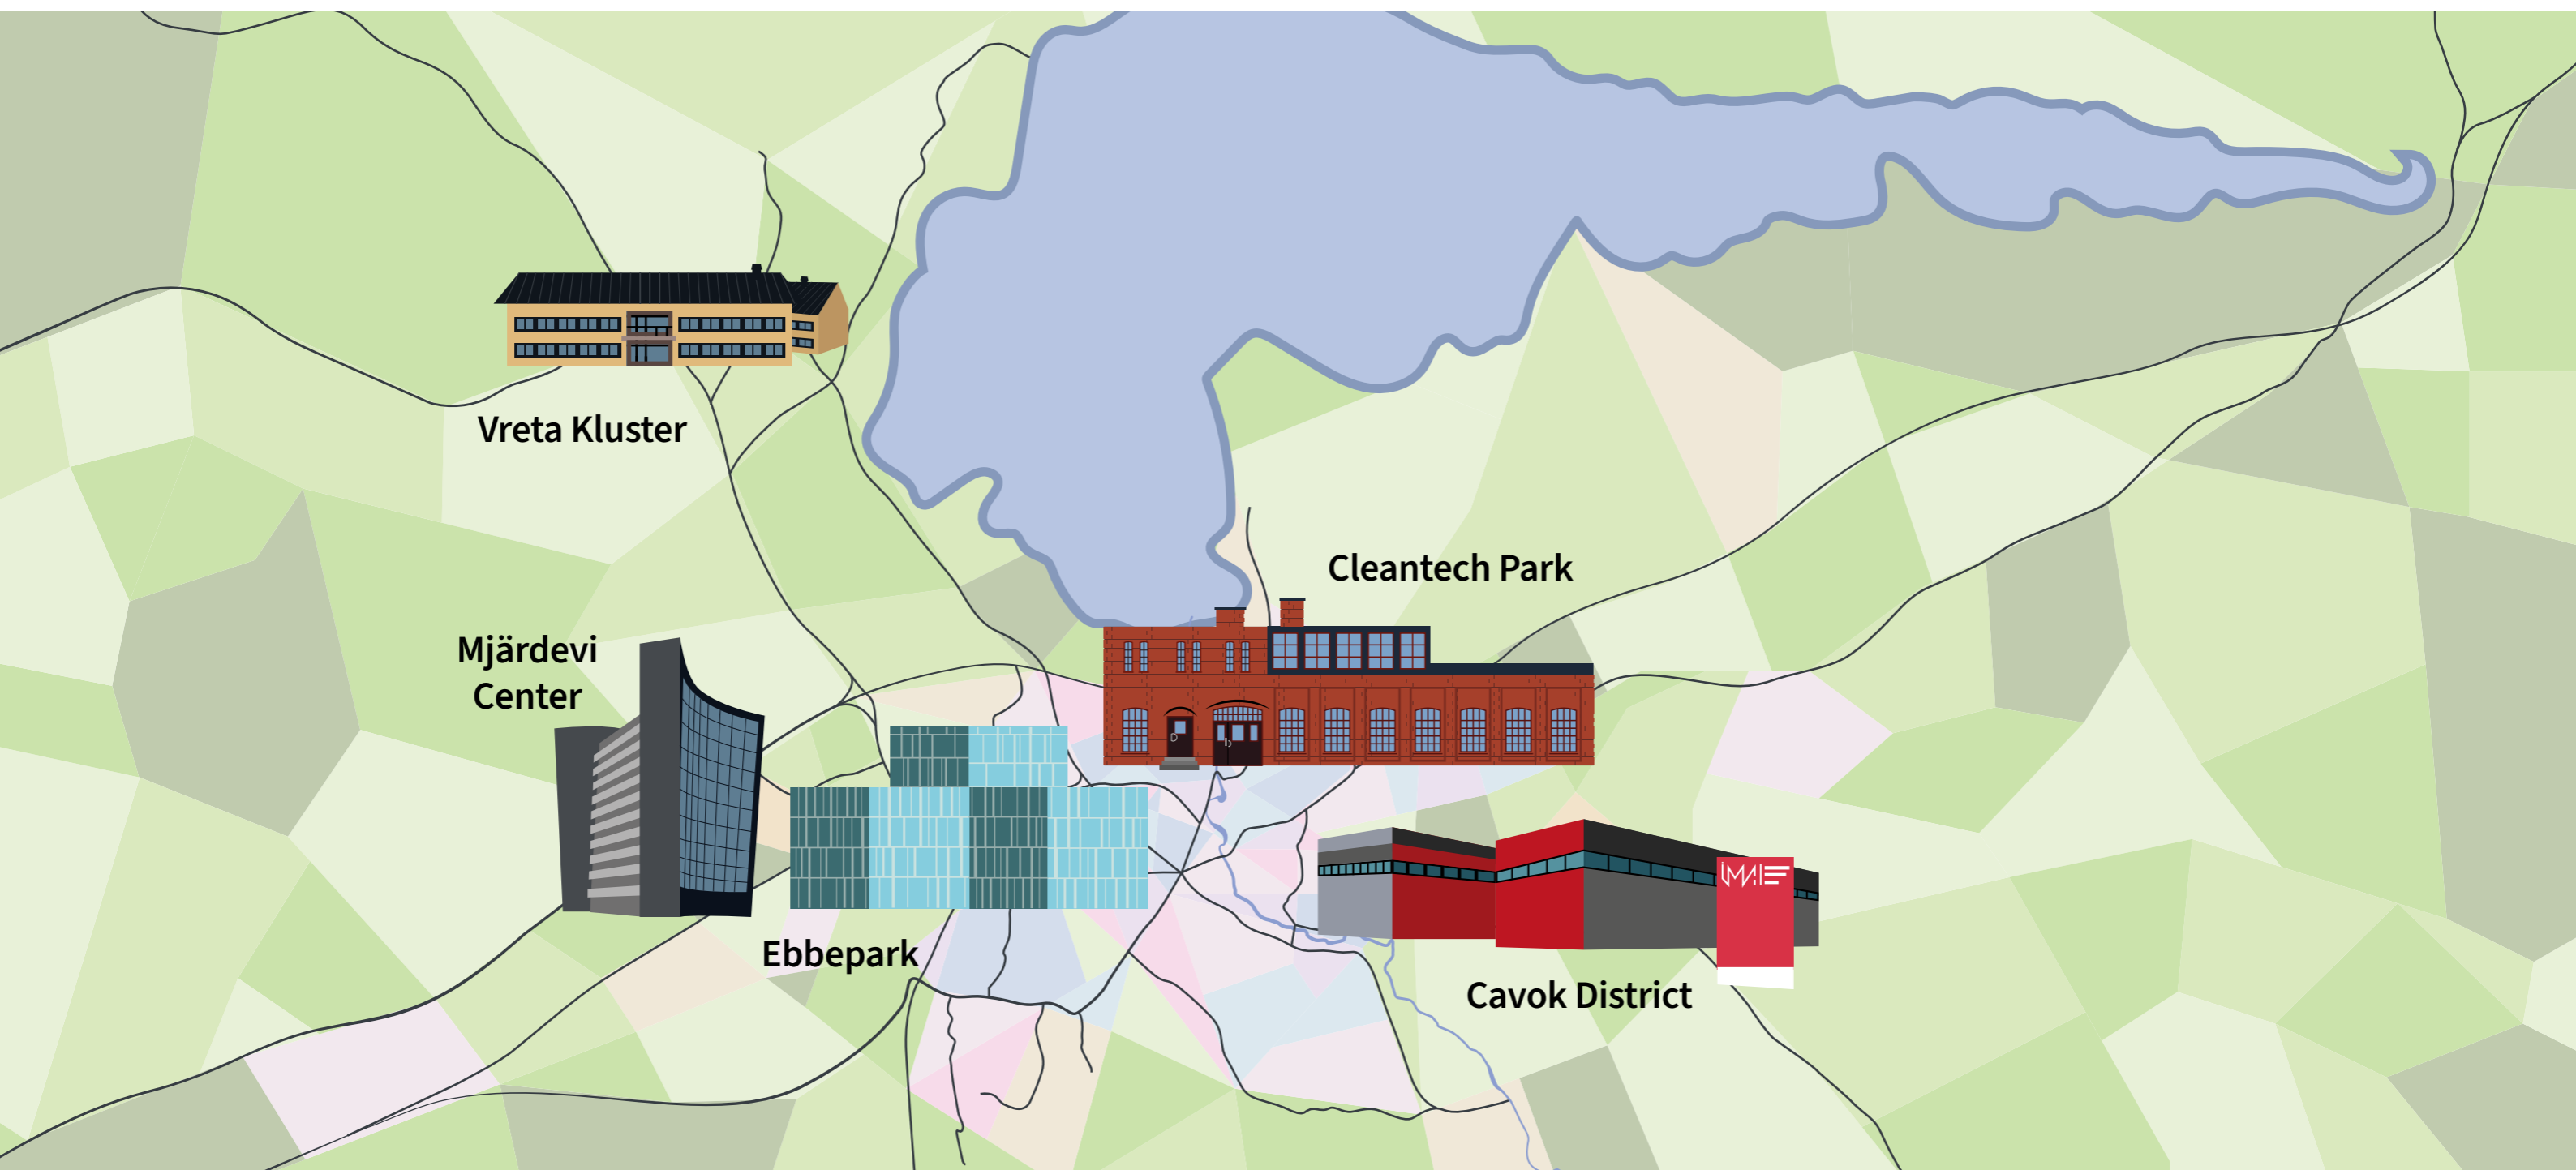 Vreta Kluster
Cleantech Park
Mjärdevi
Center
Ebbepark
Cavok District